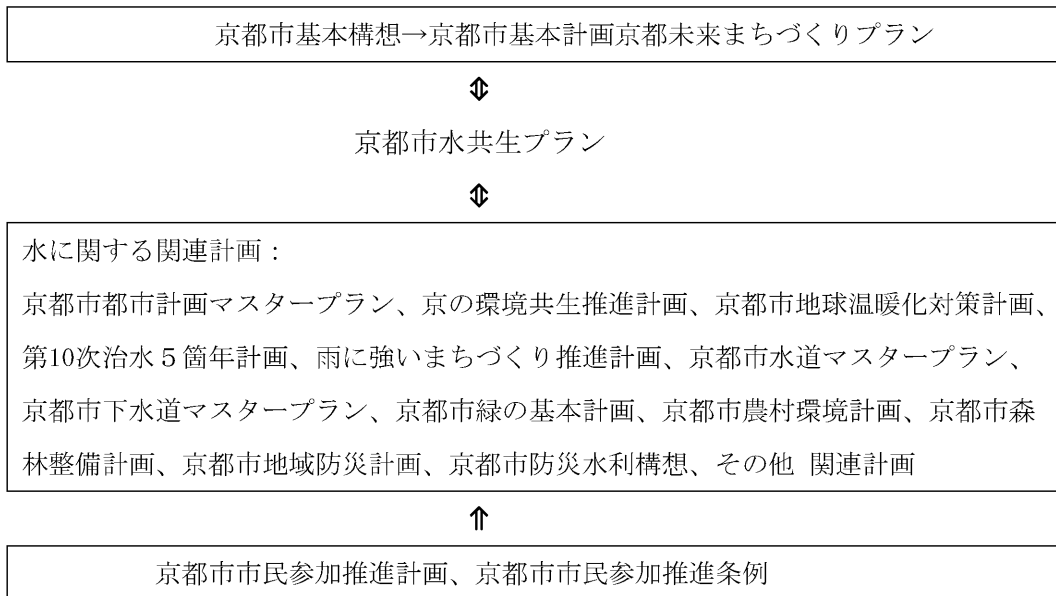 京都市基本構想→京都市基本計画京都未来まちづくりプラン
⇕
京都市水共生プラン
⇕
水に関する関連計画：
京都市都市計画マスタープラン、京の環境共生推進計画、京都市地球温暖化対策計画、
第10次治水５箇年計画、雨に強いまちづくり推進計画、京都市水道マスタープラン、
京都市下水道マスタープラン、京都市緑の基本計画、京都市農村環境計画、京都市森
林整備計画、京都市地域防災計画、京都市防災水利構想、その他 関連計画
⇑
京都市市民参加推進計画、京都市市民参加推進条例